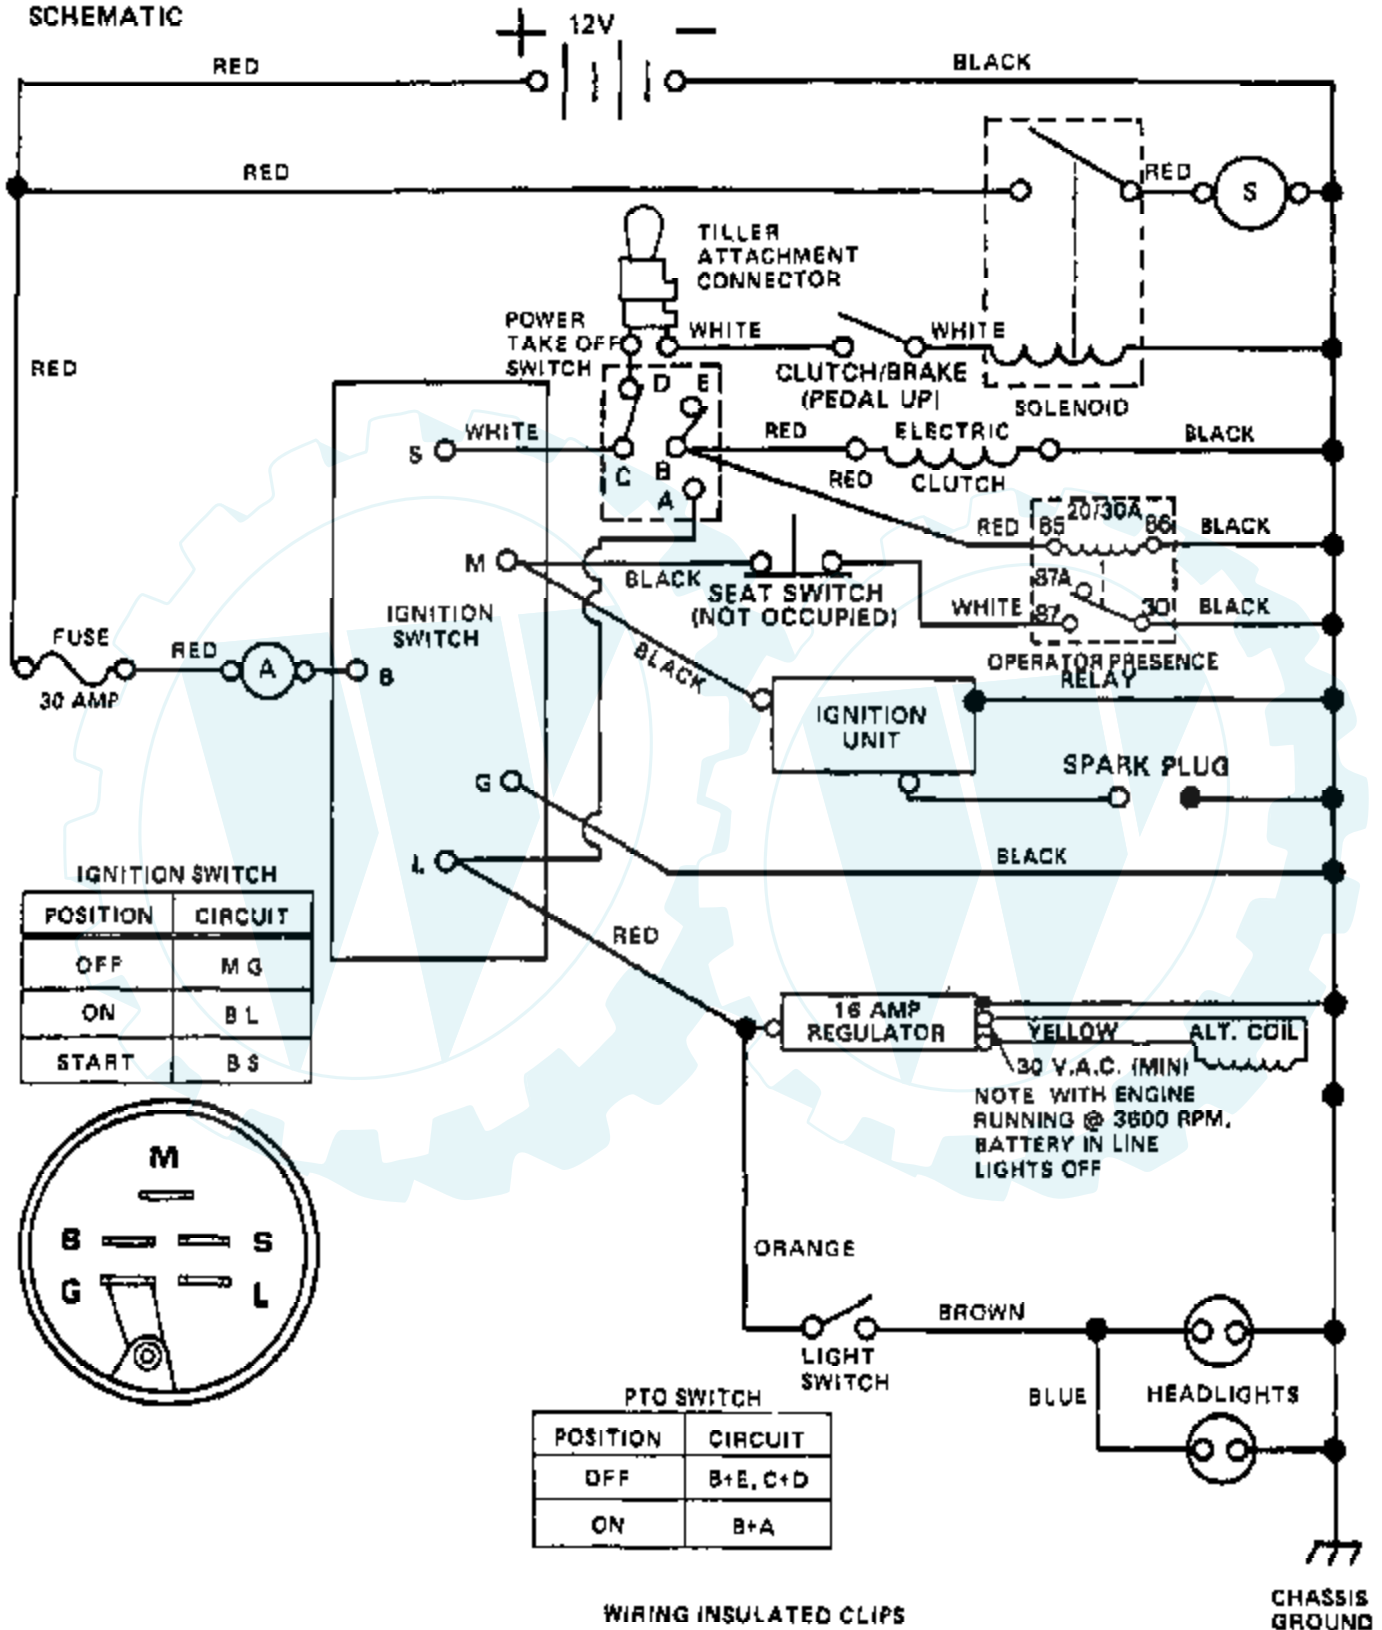 SCHEMATIC
+ 12V −
RED
BLACK
RED
RED
S
TILLER
ATTACHMENT
CONNECTOR
POWER
TAKE OFF
SWITCH
WHITE
WHITE
RED
CLUTCH/BRAKE
(PEDAL UP)
SOLENOID
D E
S
WHITE
C B
A
RED
ELECTRIC
CLUTCH
BLACK
RED
RED
85 20/30A 86
BLACK
M
BLACK
SEAT SWITCH
(NOT OCCUPIED)
87A
WHITE
87 30
BLACK
OPERATOR PRESENCE
RELAY
IGNITION
SWITCH
FUSE
30 AMP
RED
A
B
BLACK
IGNITION
UNIT
SPARK PLUG
G
BLACK
L
RED
IGNITION SWITCH
POSITION CIRCUIT
OFF M G
ON B L
START B S
16 AMP
REGULATOR
YELLOW
ALT. COIL
30 V.A.C. (MIN)
NOTE WITH ENGINE
RUNNING @ 3600 RPM,
BATTERY IN LINE
LIGHTS OFF
M
B S
G L
ORANGE
LIGHT
SWITCH
BROWN
BLUE
HEADLIGHTS
PTO SWITCH
POSITION CIRCUIT
OFF B+E, C+D
ON B+A
WIRING INSULATED CLIPS
CHASSIS
GROUND